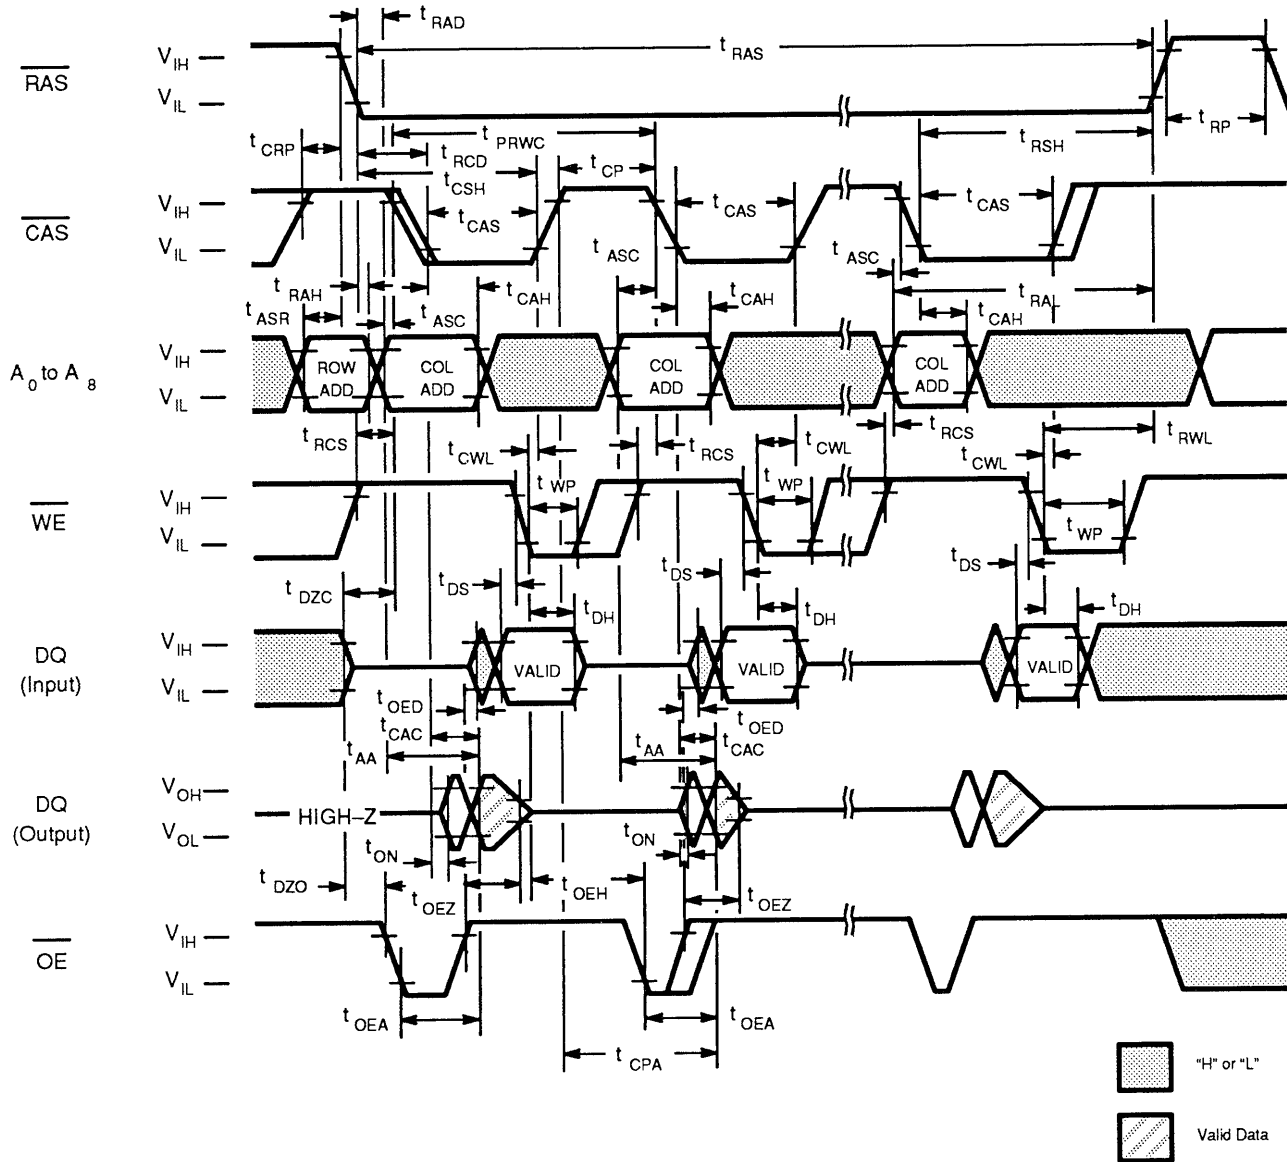 t RAD
t RAS
RAS
V IH
V IL
t CRP
t PRWC
t RCD
t CP
t CSH
t RSH
t RP
CAS
V IH
V IL
t CAS
t CAS
t CAS
t ASC
t ASC
t RAH
t ASR
t ASC
t CAH
t CAH
t RAL
t CAH
A 0 to A 8
V IH
V IL
ROW ADD
COL ADD
COL ADD
COL ADD
t RCS
t CWL
t RCS
t CWL
t RCS
t CWL
t RWL
WE
V IH
V IL
t WP
t WP
t WP
t DZC
t DS
t DH
t DS
t DH
t DS
t DH
DQ
(Input)
V IH
V IL
VALID
VALID
VALID
t OED
t OED
t CAC
t CAC
t AA
t AA
DQ
(Output)
V OH
V OL
HIGH–Z
t ON
t ON
t DZO
t OEZ
t OEH
t OEZ
OE
V IH
V IL
t OEA
t OEA
t CPA
"H" or "L"
Valid Data